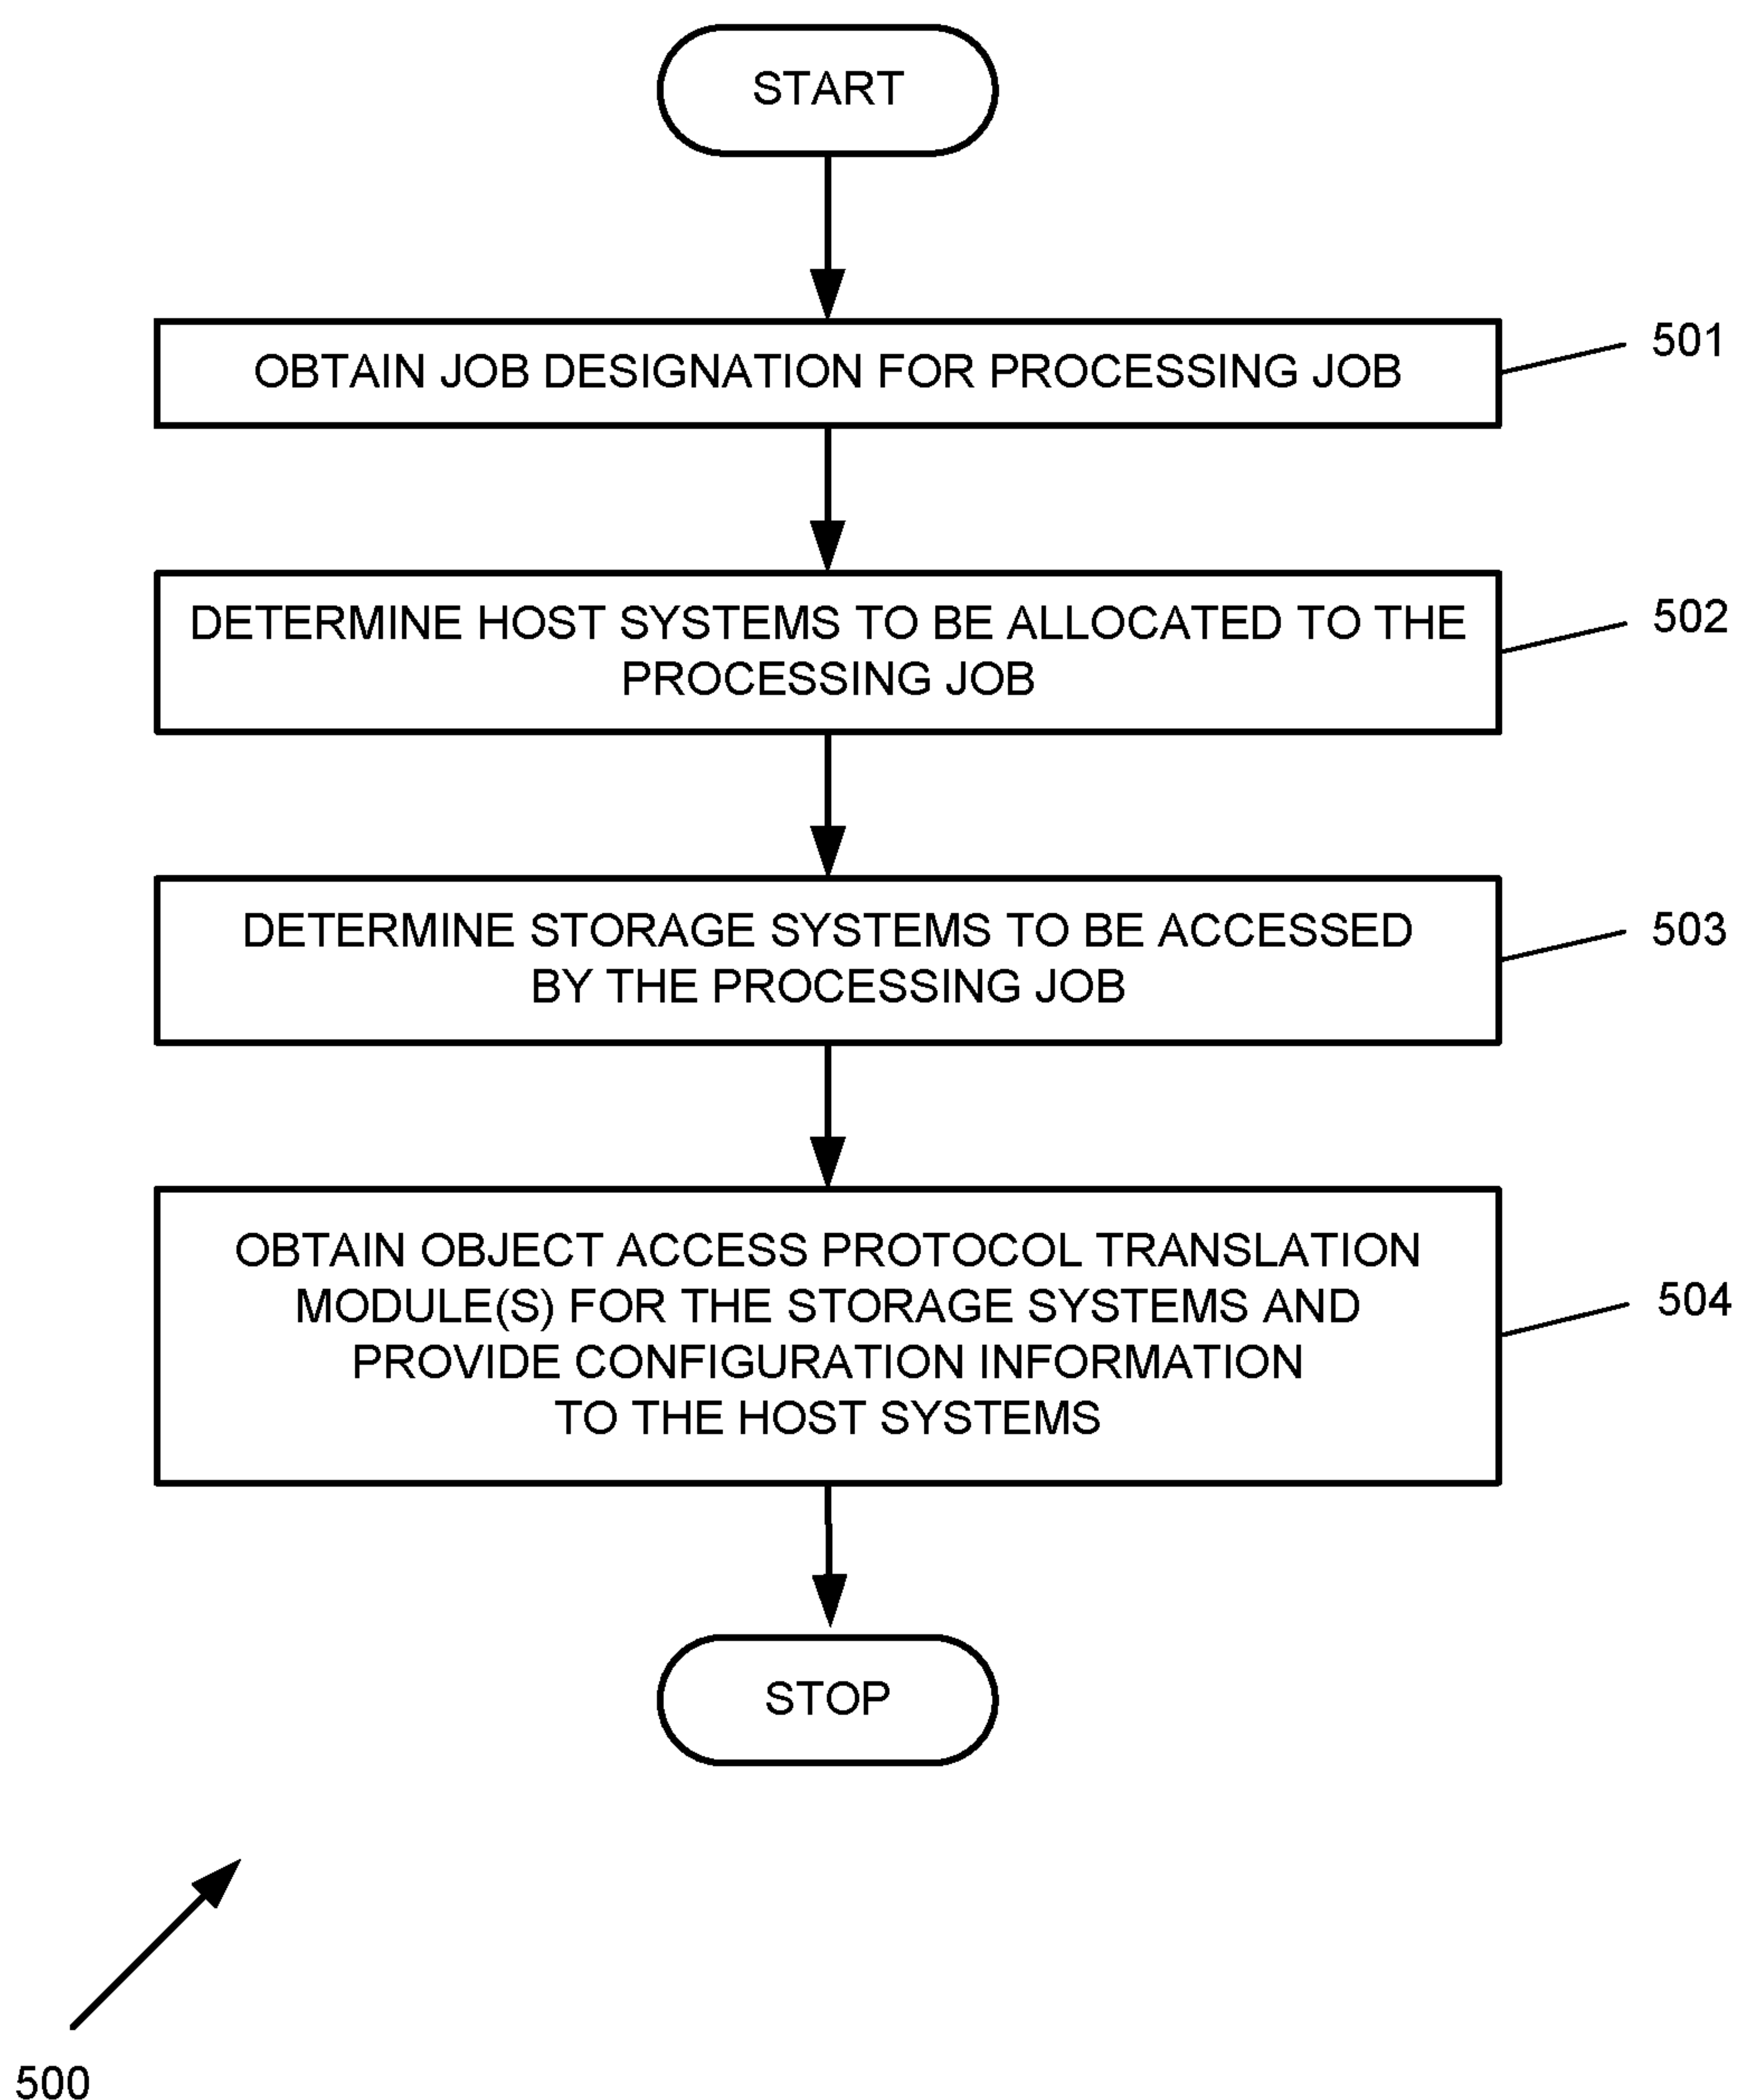 START
OBTAIN JOB DESIGNATION FOR PROCESSING JOB
501
DETERMINE HOST SYSTEMS TO BE ALLOCATED TO THE
PROCESSING JOB
502
DETERMINE STORAGE SYSTEMS TO BE ACCESSED
BY THE PROCESSING JOB
503
OBTAIN OBJECT ACCESS PROTOCOL TRANSLATION
MODULE(S) FOR THE STORAGE SYSTEMS AND
PROVIDE CONFIGURATION INFORMATION
TO THE HOST SYSTEMS
504
STOP
500